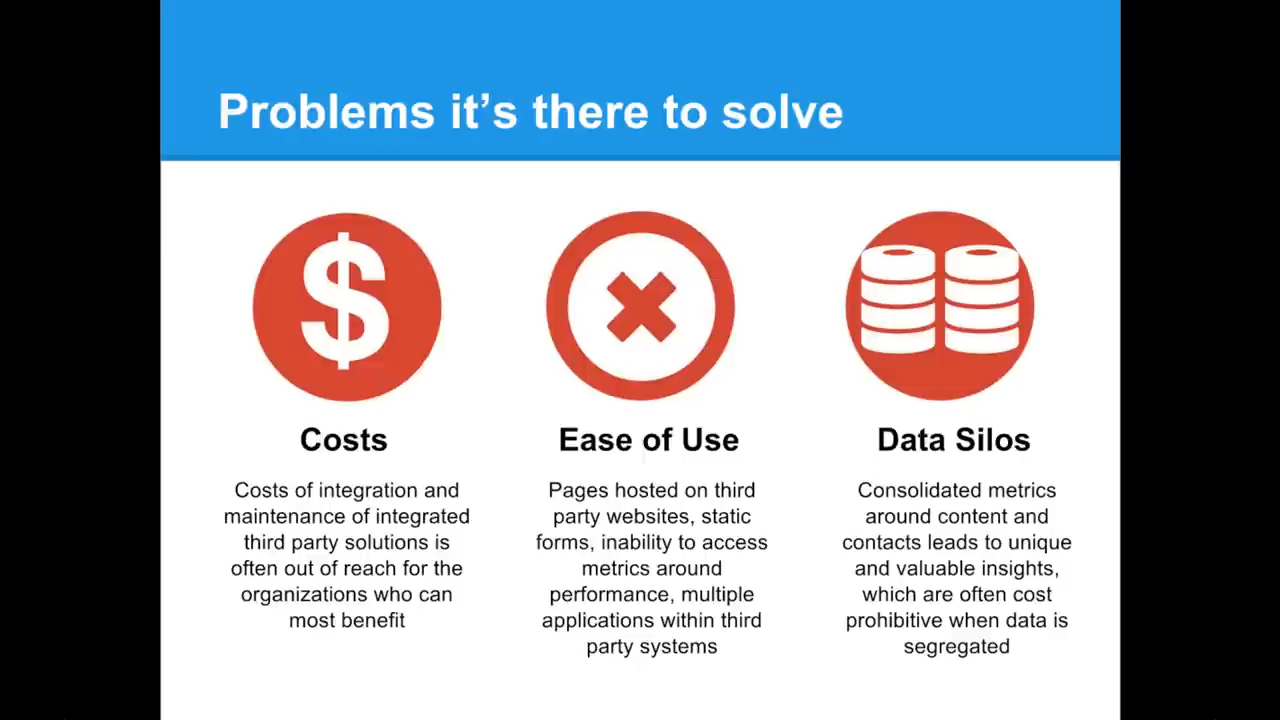 Problems it's there to solve
$
Costs
Costs of integration and
maintenance of integrated
third party solutions is
often out of reach for the
organizations who can
most benefit
Ease of Use
Pages hosted on third
party websites, static
forms, inability to access
metrics around
performance, multiple
applications within third
party systems
Data Silos
Consolidated metrics
around content and
contacts leads to unique
and valuable insights,
which are often cost
prohibitive when data is
segregated